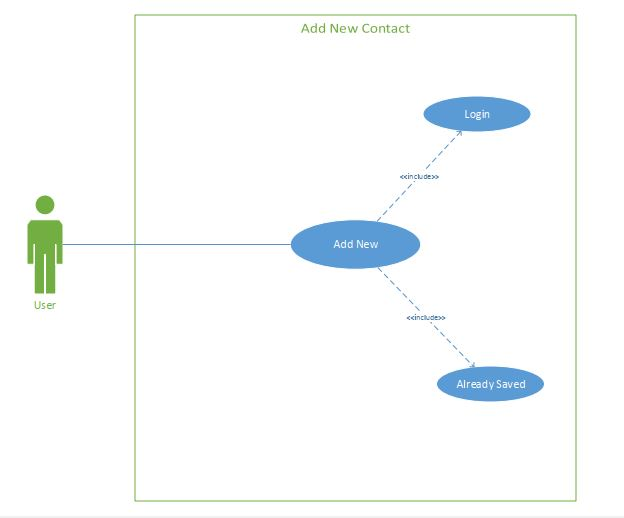 Add New Contact
Login
<<include>>
Add New
User
<<include>>
Already Saved